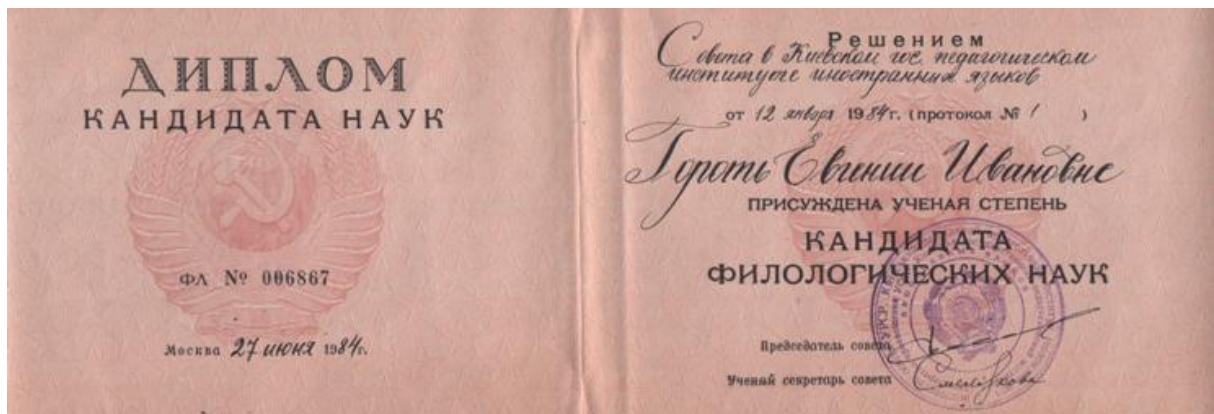 ДИПЛОМ
КАНДИДАТА НАУК
ФЛ № 006867
Москва 27 июня 1984г.
Решением
Совета в Киевском гос. педагогическом
институте иностранных языков
от 12 января 1984г. (протокол № 1 )
Гороть Евгении Ивановне
ПРИСУЖДЕНА УЧЕНАЯ СТЕПЕНЬ
КАНДИДАТА
ФИЛОЛОГИЧЕСКИХ НАУК
Председатель совета
Ученый секретарь совета